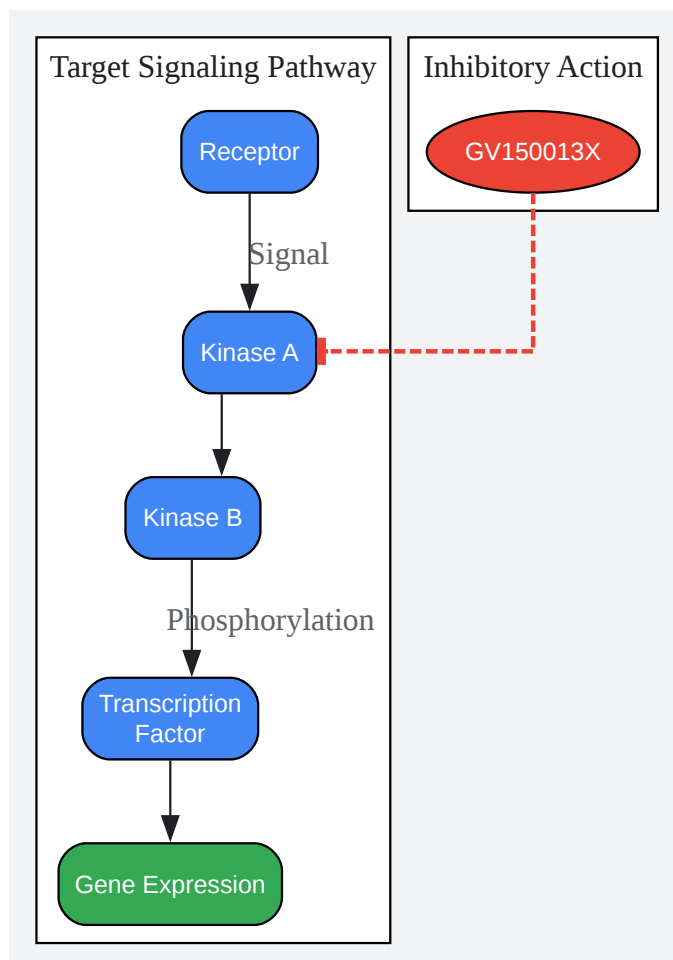 Target Signaling Pathway
Inhibitory Action
Receptor
GV150013X
Signal
Kinase A
Kinase B
Phosphorylation
Transcription
Factor
Gene Expression